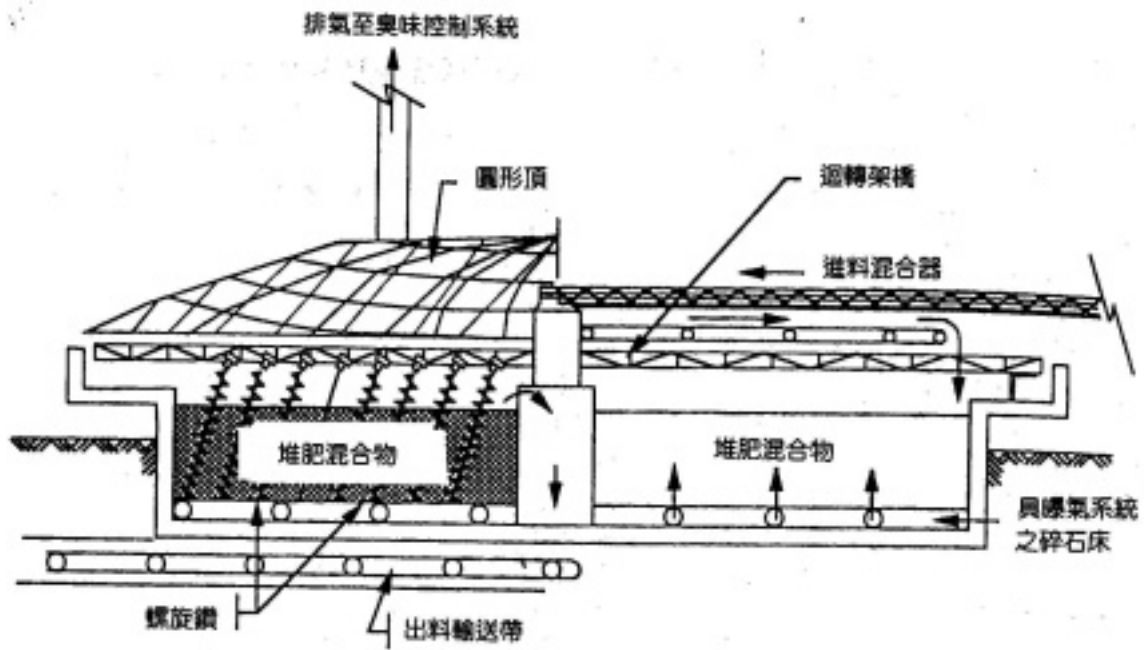 排氣至臭味控制系統
圓形頂
迴轉架橋
進料混合器
堆肥混合物
堆肥混合物
具曝氣系統
之碎石床
螺旋鑽
出料輸送帶